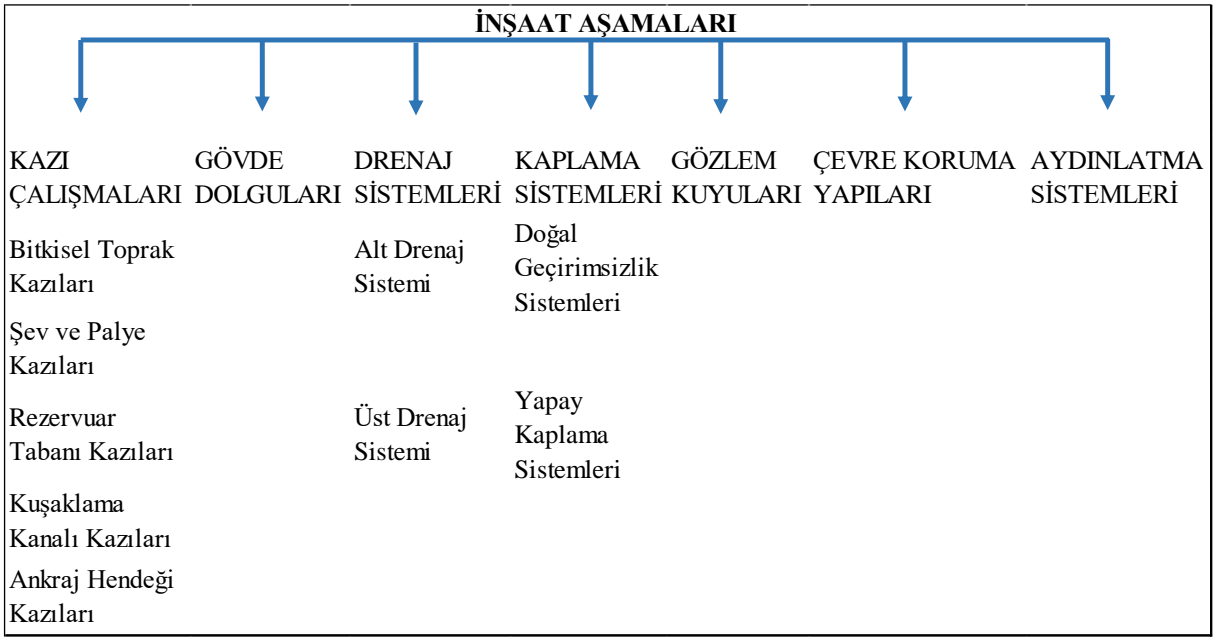 İNŞAAT AŞAMALARI
KAZI
ÇALIŞMALARI
GÖVDE
DOLGULARI
DRENAJ
SİSTEMLERİ
KAPLAMA
SİSTEMLERİ
GÖZLEM
KUYULARI
ÇEVRE KORUMA
YAPILARI
AYDINLATMA
SİSTEMLERİ
Bitkisel Toprak
Kazıları
Şev ve Palye
Kazıları
Rezervuar
Tabanı Kazıları
Kuşaklama
Kanalı Kazıları
Ankraj Hendeği
Kazıları
Alt Drenaj
Sistemi
Üst Drenaj
Sistemi
Doğal
Geçirimsizlik
Sistemleri
Yapay
Kaplama
Sistemleri